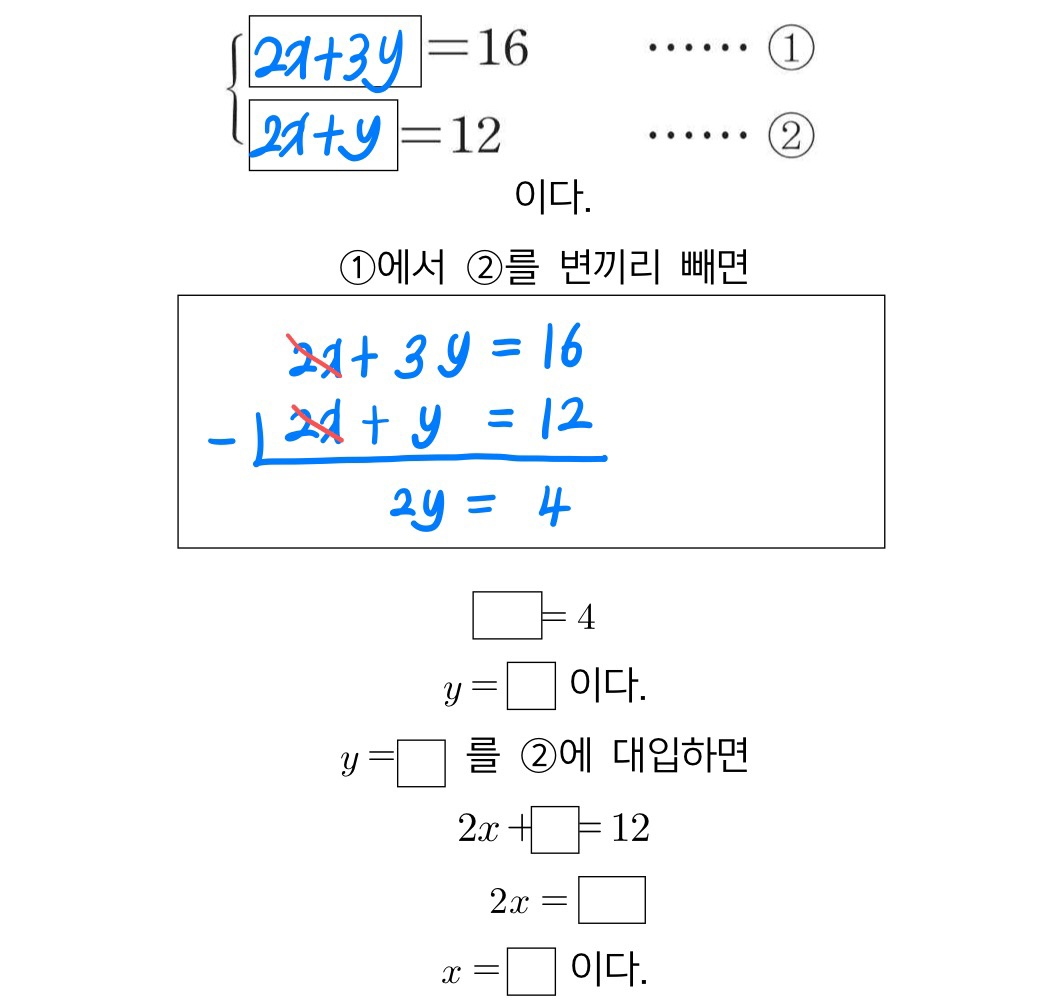 2x+3y =16 …… ①
2x+y =12 …… ②
이다.
①에서 ②를 변끼리 빼면
2x + 3y = 16
- 2x + y = 12
2y = 4
= 4
y = 이다.
y = 를 ②에 대입하면
2x + = 12
2x =
x = 이다.